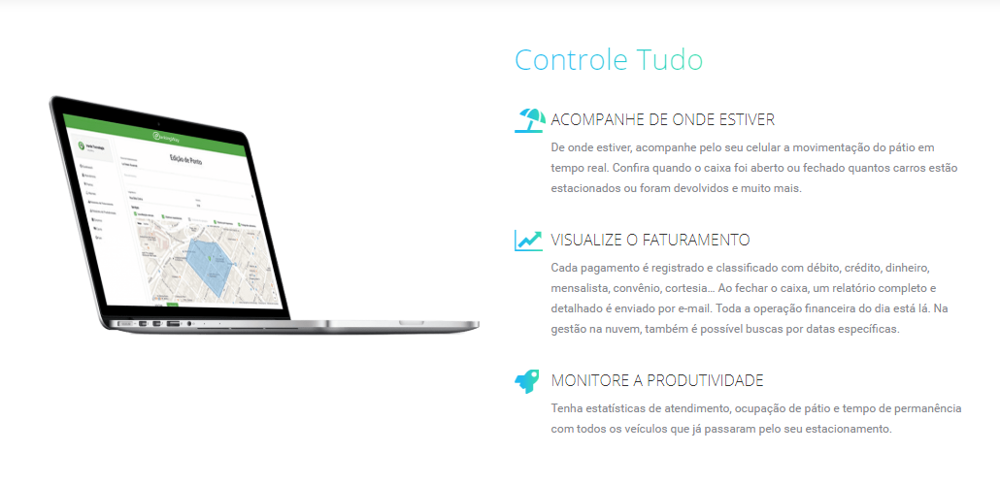 Controle Tudo
ACOMPANHE DE ONDE ESTIVER
De onde estiver, acompanhe pelo seu celular a movimentação do pátio em
tempo real. Confira quando o caixa foi aberto ou fechado quantos carros estão
estacionados ou foram devolvidos e muito mais.
VISUALIZE O FATURAMENTO
Cada pagamento é registrado e classificado com débito, crédito, dinheiro,
mensalista, convênio, cortesia... Ao fechar o caixa, um relatório completo e
detalhado é enviado por e-mail. Toda a operação financeira do dia está lá. Na
gestão na nuvem, também é possível buscas por datas específicas.
MONITORE A PRODUTIVIDADE
Tenha estatísticas de atendimento, ocupação de pátio e tempo de permanência
com todos os veículos que já passaram pelo seu estacionamento.
Edição de Ponto